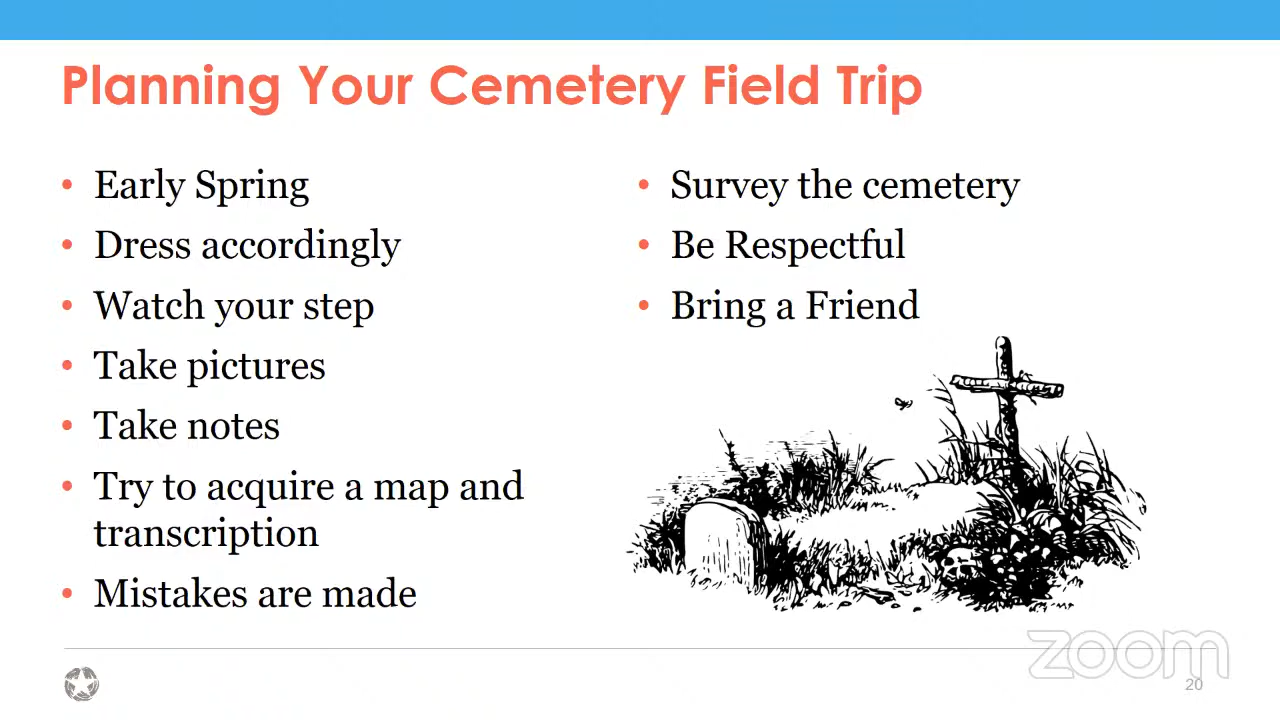 Planning Your Cemetery Field Trip
• Early Spring
• Dress accordingly
• Watch your step
• Take pictures
• Take notes
• Try to acquire a map and
transcription
• Mistakes are made
• Survey the cemetery
• Be Respectful
• Bring a Friend
zoom
20